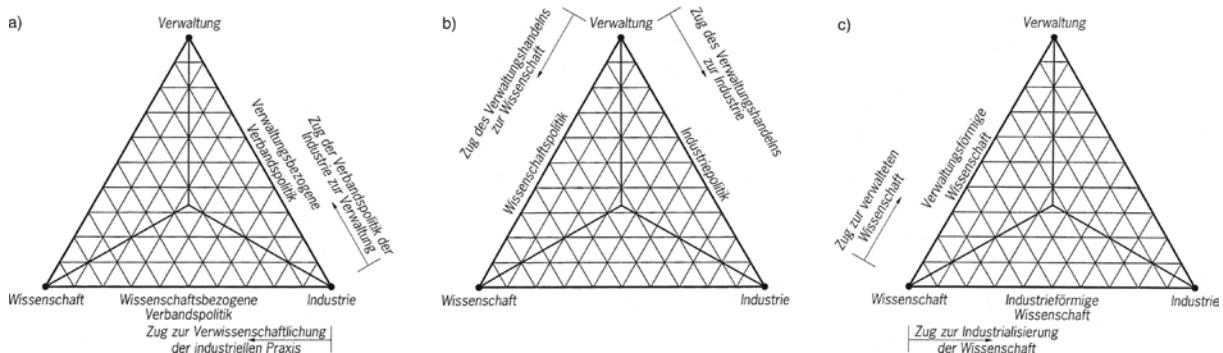 a)
Verwaltung
Verwaltungsbezogene
Verbandspolitik
Zug der Verbandspolitik der
Industrie zur Verwaltung
Wissenschaft
Wissenschaftsbezogene
Verbandspolitik
Industrie
Zug zur Verwissenschaftlichung
der industriellen Praxis
b)
Verwaltung
Zug des Verwaltungshandelns
zur Wissenschaft
Zug des Verwaltungshandelns
zur Industrie
Wissenschaftspolitik
Industriepolitik
Wissenschaft
Industrie
c)
Verwaltung
Zug zur verwalteten
Wissenschaft
Verwaltungsförmige
Wissenschaft
Wissenschaft
Industrieförmige
Wissenschaft
Industrie
Zug zur Industrialisierung
der Wissenschaft